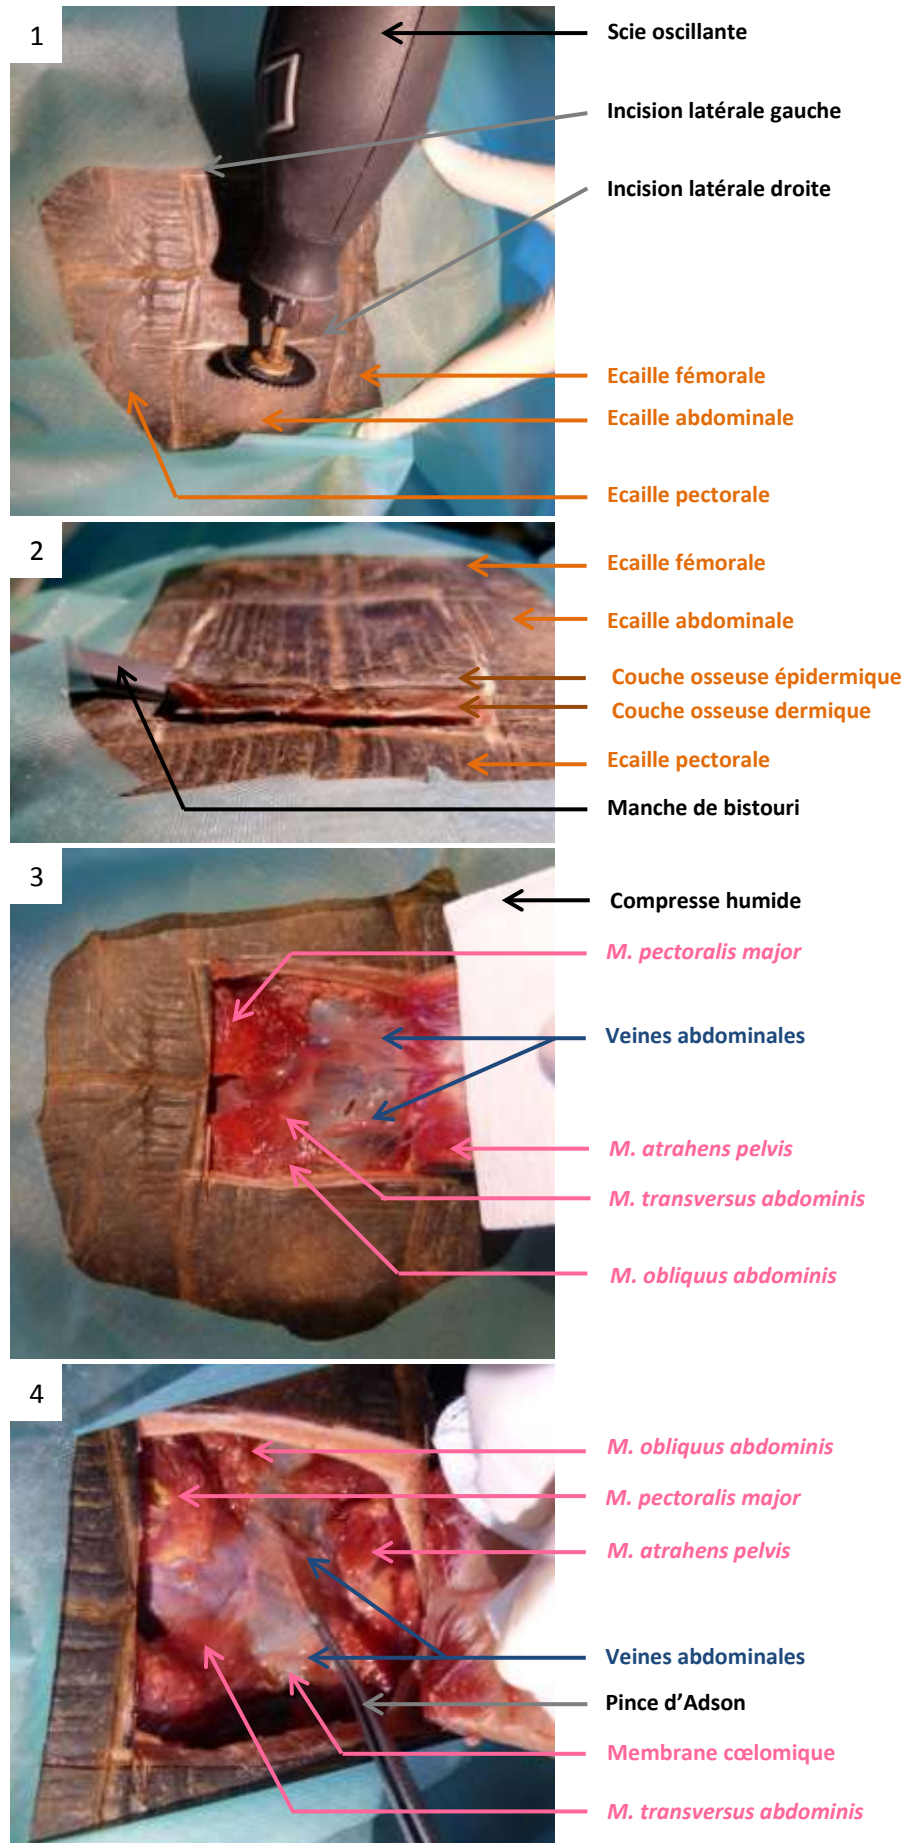 1
Scie oscillante
Incision latérale gauche
Incision latérale droite
Ecaille fémorale
Ecaille abdominale
Ecaille pectorale
2
Ecaille fémorale
Ecaille abdominale
Couche osseuse épidermique
Couche osseuse dermique
Ecaille pectorale
Manche de bistouri
3
Compresse humide
M. pectoralis major
Veines abdominales
M. atrahens pelvis
M. transversus abdominis
M. obliquus abdominis
4
M. obliquus abdominis
M. pectoralis major
M. atrahens pelvis
Veines abdominales
Pince d'Adson
Membrane cœlomique
M. transversus abdominis